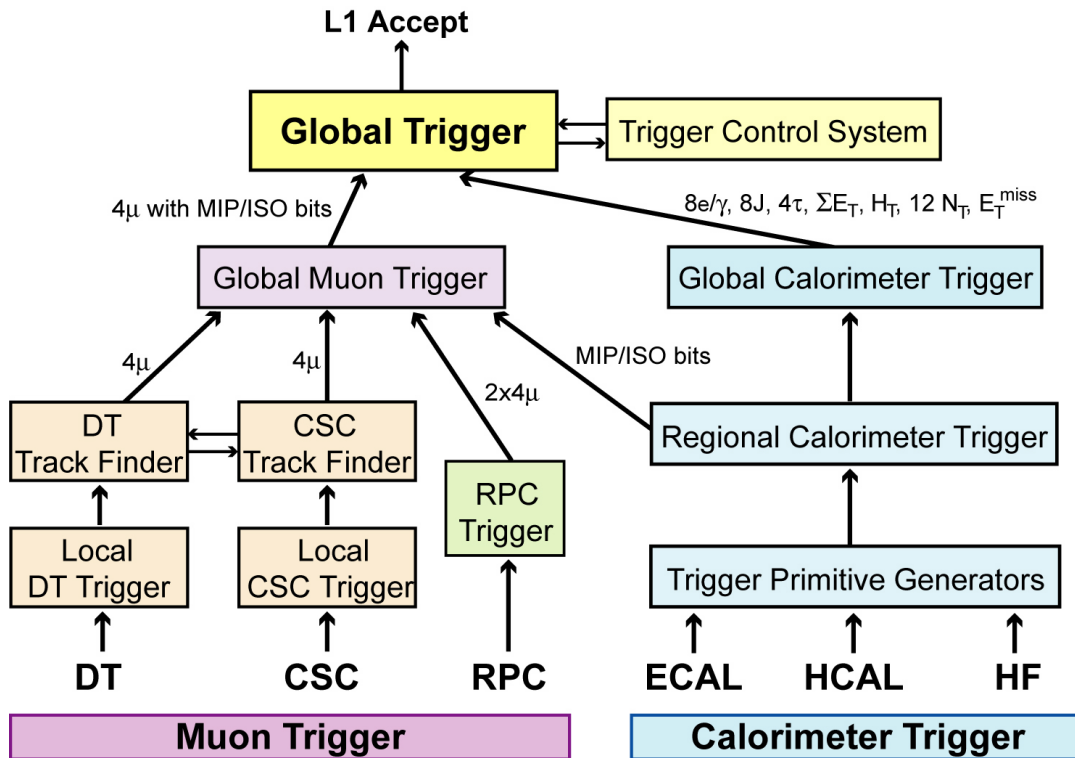 L1 Accept
Global Trigger
Trigger Control System
4μ with MIP/ISO bits
8e/γ, 8J, 4τ, ΣE_T, H_T, 12 N_T, E_T^miss
Global Muon Trigger
Global Calorimeter Trigger
4μ
4μ
2x4μ
MIP/ISO bits
DT
Track Finder
CSC
Track Finder
RPC
Trigger
Regional Calorimeter Trigger
Local
DT Trigger
Local
CSC Trigger
Trigger Primitive Generators
DT
CSC
RPC
ECAL
HCAL
HF
Muon Trigger
Calorimeter Trigger